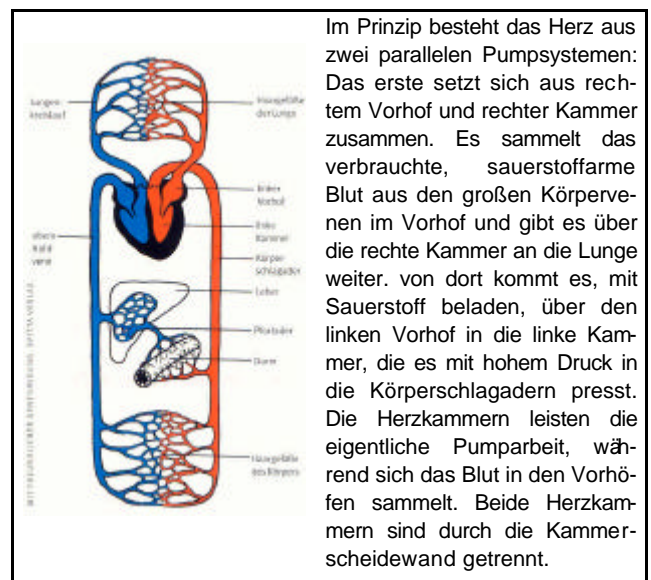 Lungen-
kreislauf
Haargefäße
der Lunge
linker
Vorhof
linke
Kammer
obere
Hohl
vene
Körper
schlagader
Leber
Pfortader
Darm
Haargefäße
des Körpers
Im Prinzip besteht das Herz aus
zwei parallelen Pumpsystemen:
Das erste setzt sich aus rech-
tem Vorhof und rechter Kammer
zusammen. Es sammelt das
verbrauchte, sauerstoffarme
Blut aus den großen Körperve-
nen im Vorhof und gibt es über
die rechte Kammer an die Lunge
weiter. von dort kommt es, mit
Sauerstoff beladen, über den
linken Vorhof in die linke Kam-
mer, die es mit hohem Druck in
die Körperschlagadern presst.
Die Herzkammern leisten die
eigentliche Pumparbeit, wäh-
rend sich das Blut in den Vorhö-
fen sammelt. Beide Herzkam-
mern sind durch die Kammer-
scheidewand getrennt.